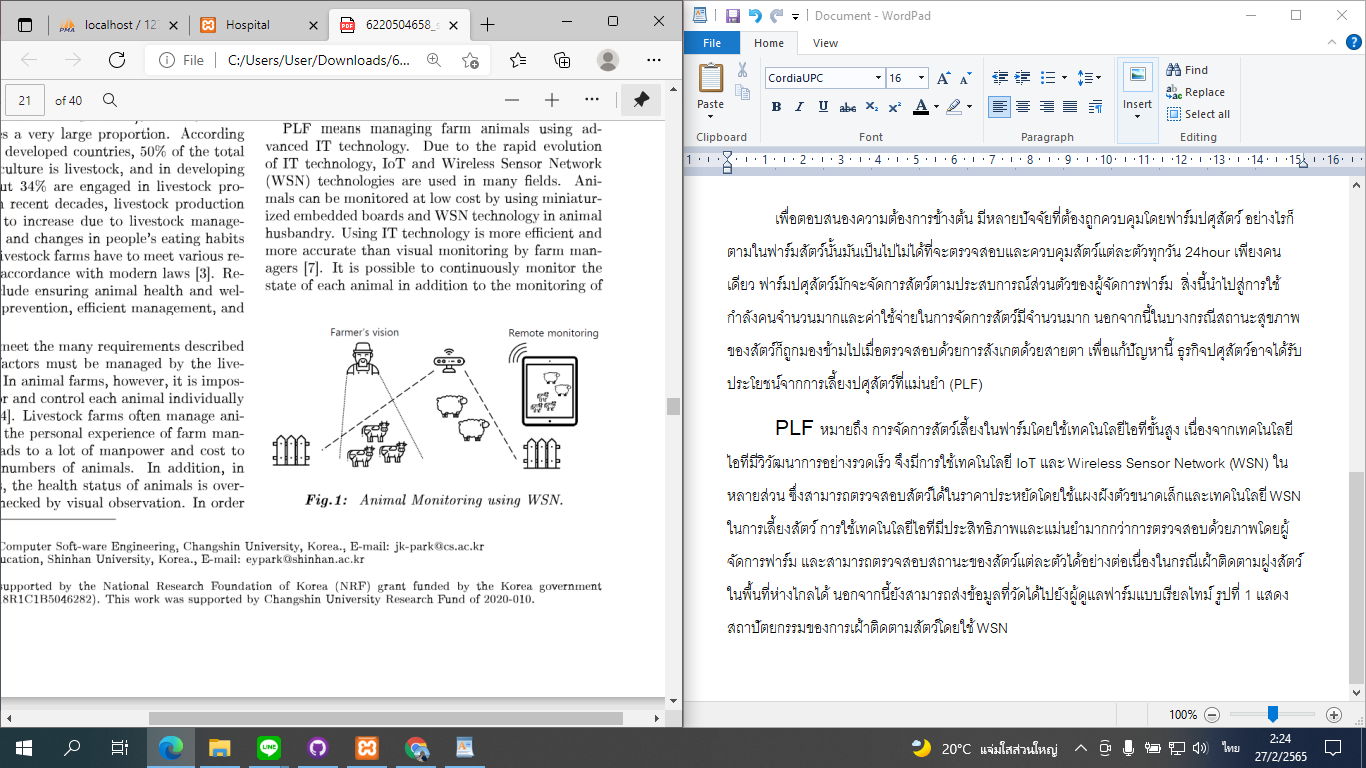 localhost / 127
Hospital
6220504658_s
File
C:/Users/User/Downloads/6...
21
of 40
es a very large proportion. According
developed countries, 50% of the total
culture is livestock, and in developing
ut 34% are engaged in livestock pro-
n recent decades, livestock production
to increase due to livestock manage-
and changes in people's eating habits
ivestock farms have to meet various re-
accordance with modern laws [3]. Re-
clude ensuring animal health and wel-
prevention, efficient management, and
meet the many requirements described
factors must be managed by the live-
In animal farms, however, it is impos-
or and control each animal individually
4]. Livestock farms often manage ani-
the personal experience of farm man-
ads to a lot of manpower and cost to
numbers of animals. In addition, in
s, the health status of animals is over-
hecked by visual observation. In order
PLF means managing farm animals using ad-
vanced IT technology. Due to the rapid evolution
of IT technology, IoT and Wireless Sensor Network
(WSN) technologies are used in many fields. Ani-
mals can be monitored at low cost by using miniatur-
ized embedded boards and WSN technology in animal
husbandry. Using IT technology is more efficient and
more accurate than visual monitoring by farm man-
agers [7]. It is possible to continuously monitor the
state of each animal in addition to the monitoring of
Farmer's vision
Remote monitoring
Fig.1: Animal Monitoring using WSN.
Computer Soft-ware Engineering, Changshin University, Korea., E-mail: jk-park@cs.ac.kr
ucation, Shinhan University, Korea., E-mail: eypark@shinhan.ac.kr
supported by the National Research Foundation of Korea (NRF) grant funded by the Korea government
18R1C1B5046282). This work was supported by Changshin University Research Fund of 2020-010.
Document - WordPad
File
Home
View
Paste
Clipboard
CordiaUPC
16
Font
Paragraph
Insert
Find
Replace
Select all
Editing
1 1 2 3 4 5 6 7 8 9 10 11 12 13 14 15 16
เพื่อตอบสนองความต้องการข้างต้น มีหลายปัจจัยที่ต้องถูกควบคุมโดยฟาร์มปศุสัตว์ อย่างไรก็
ตามในฟาร์มสัตว์นั้นมันเป็นไปไม่ได้ที่จะตรวจสอบและควบคุมสัตว์แต่ละตัวทุกวัน 24hour เพียงคน
เดียว ฟาร์มปศุสัตว์มักจะจัดการสัตว์ตามประสบการณ์ส่วนตัวของผู้จัดการฟาร์ม สิ่งนี้นำไปสู่การใช้
กำลังคนจำนวนมากและค่าใช้จ่ายในการจัดการสัตว์มีจำนวนมาก นอกจากนี้ในบางกรณีสถานะสุขภาพ
ของสัตว์ก็ถูกมองข้ามไปเมื่อตรวจสอบด้วยการสังเกตด้วยสายตา เพื่อแก้ปัญหานี้ ธุรกิจปศุสัตว์อาจได้รับ
ประโยชน์จากการเลี้ยงปศุสัตว์ที่แม่นยำ (PLF)
PLF หมายถึง การจัดการสัตว์เลี้ยงในฟาร์มโดยใช้เทคโนโลยีไอทีขั้นสูง เนื่องจากเทคโนโลยี
ไอทีมีวิวัฒนาการอย่างรวดเร็ว จึงมีการใช้เทคโนโลยี IoT และ Wireless Sensor Network (WSN) ใน
หลายส่วน ซึ่งสามารถตรวจสอบสัตว์ได้ในราคาประหยัดโดยใช้แผงฝังตัวขนาดเล็กและเทคโนโลยี WSN
ในการเลี้ยงสัตว์ การใช้เทคโนโลยีไอทีมีประสิทธิภาพและแม่นยำมากกว่าการตรวจสอบด้วยภาพโดยผู้
จัดการฟาร์ม และสามารถตรวจสอบสถานะของสัตว์แต่ละตัวได้อย่างต่อเนื่องในกรณีเฝ้าติดตามฝูงสัตว์
ในพื้นที่ห่างไกลได้ นอกจากนี้ยังสามารถส่งข้อมูลที่วัดได้ไปยังผู้ดูแลฟาร์มแบบเรียลไทม์ รูปที่ 1 แสดง
สถาปัตยกรรมของการเฝ้าติดตามสัตว์โดยใช้ WSN
100%
20°C แจ่มใสส่วนใหญ่
ไทย
2:24
27/2/2565